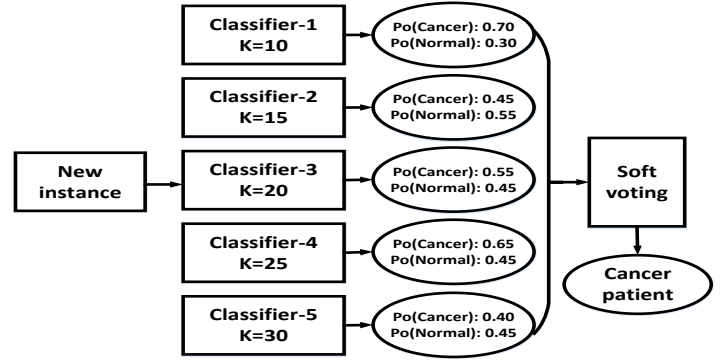 Classifier-1
K=10
Po(Cancer): 0.70
Po(Normal): 0.30
Classifier-2
K=15
Po(Cancer): 0.45
Po(Normal): 0.55
New
instance
Classifier-3
K=20
Po(Cancer): 0.55
Po(Normal): 0.45
Soft
voting
Classifier-4
K=25
Po(Cancer): 0.65
Po(Normal): 0.45
Cancer
patient
Classifier-5
K=30
Po(Cancer): 0.40
Po(Normal): 0.45